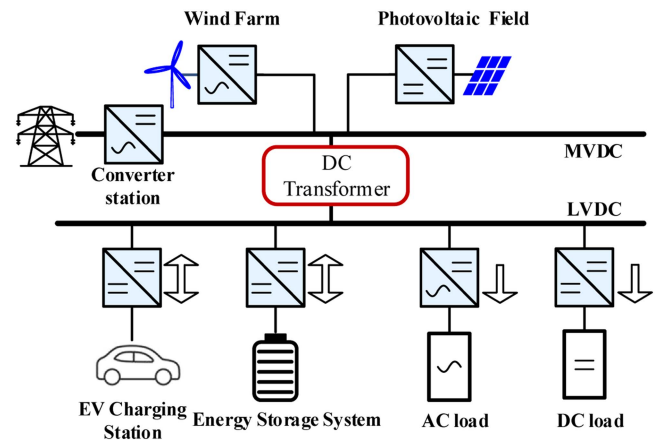 Wind Farm
Photovoltaic Field
Converter
station
MVDC
DC
Transformer
LVDC
EV Charging
Station
Energy Storage System
AC load
DC load